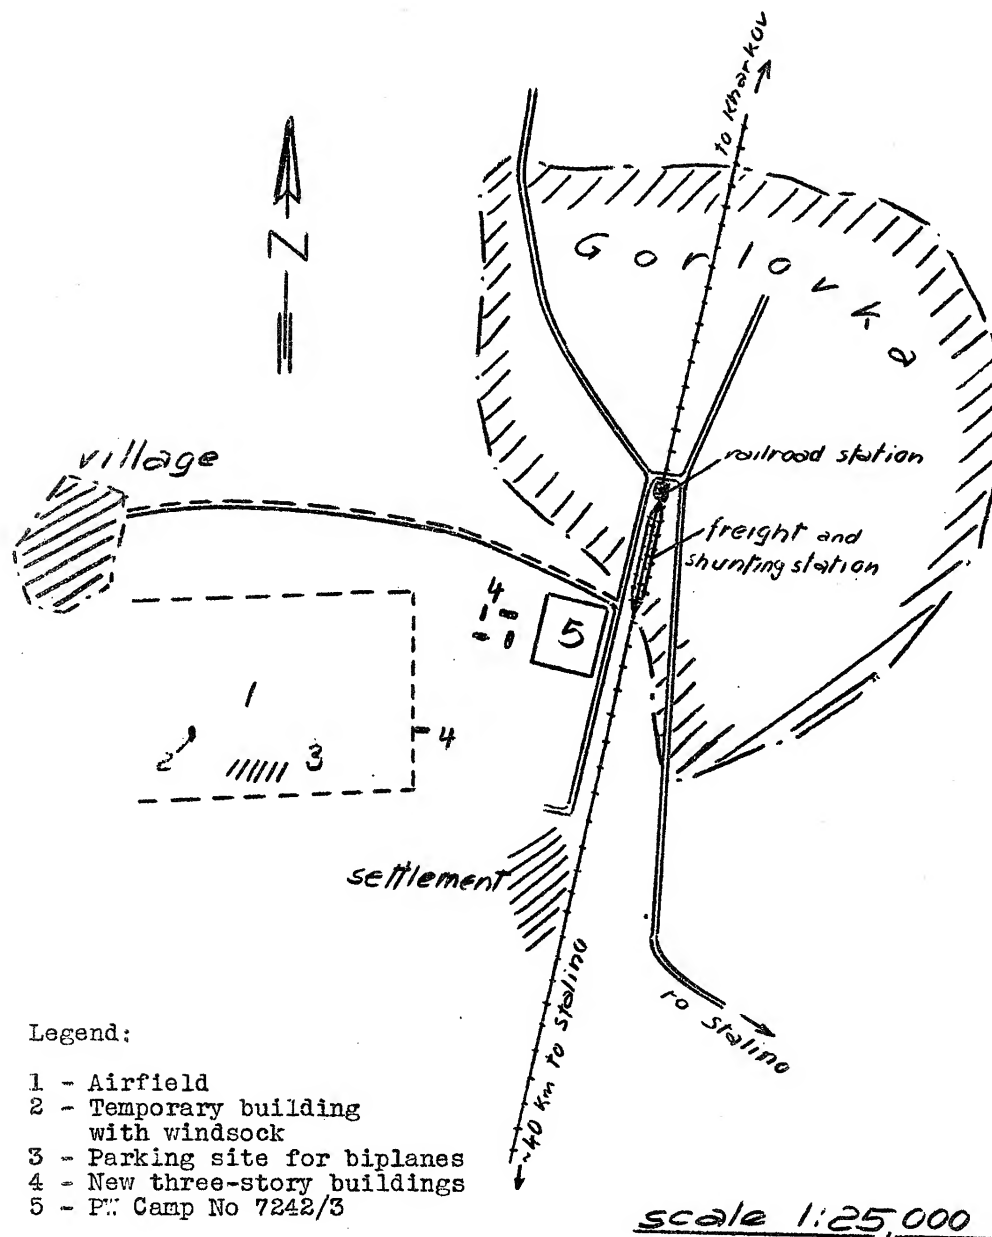 to Kharkov
N
Gorlovka
village
railroad station
freight and
shunting station
4
5
1
4
2
3
settlement
~40 km to stalino
to stalino
Legend:
1 - Airfield
2 - Temporary building
with windsock
3 - Parking site for biplanes
4 - New three-story buildings
5 - PW Camp No 7242/3
scale 1:25,000